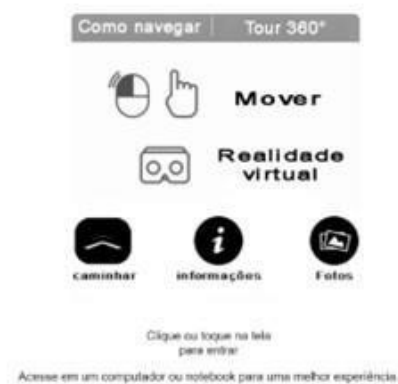 Como navegar | Tour 360°
Mover
Realidade
virtual
caminhar informações Fotos
Clique ou toque na tela
para entrar
Acesse em um computador ou notebook para uma melhor experiência